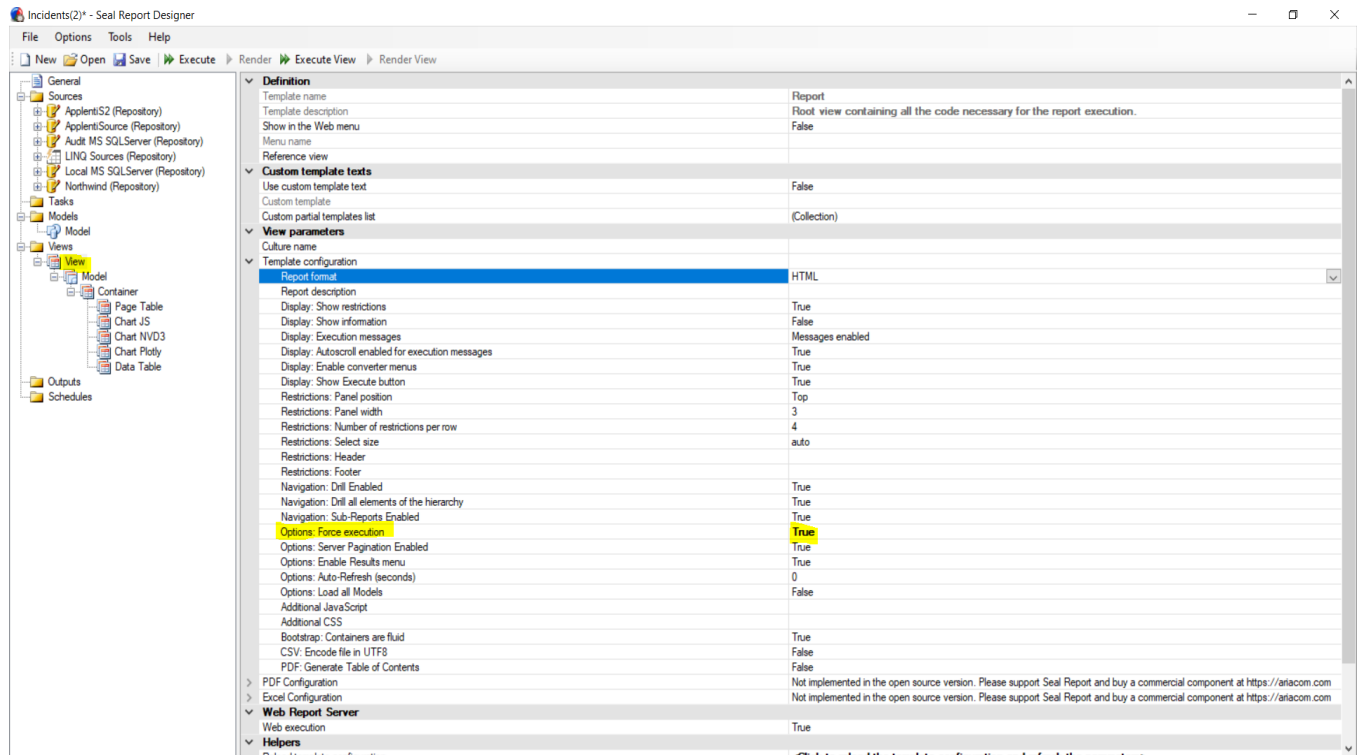 Incidents(2)* - Seal Report Designer
File Options Tools Help
New Open Save Execute Render Execute View Render View
General
Sources
ApplentiS2 (Repository)
ApplentiSource (Repository)
Audit MS SQLServer (Repository)
LINQ Sources (Repository)
Local MS SQLServer (Repository)
Northwind (Repository)
Tasks
Models
Model
Views
View
Model
Container
Page Table
Chart JS
Chart NVD3
Chart Plotly
Data Table
Outputs
Schedules
Definition
Template name Report
Template description Root view containing all the code necessary for the report execution.
Show in the Web menu False
Menu name
Reference view
Custom template texts
Use custom template text False
Custom template
Custom partial templates list (Collection)
View parameters
Culture name
Template configuration
Report format HTML
Report description
Display: Show restrictions True
Display: Show information False
Display: Execution messages Messages enabled
Display: Autoscroll enabled for execution messages True
Display: Enable converter menus True
Display: Show Execute button True
Restrictions: Panel position Top
Restrictions: Panel width 3
Restrictions: Number of restrictions per row 4
Restrictions: Select size auto
Restrictions: Header
Restrictions: Footer
Navigation: Drill Enabled True
Navigation: Drill all elements of the hierarchy True
Navigation: Sub-Reports Enabled True
Options: Force execution True
Options: Server Pagination Enabled True
Options: Enable Results menu True
Options: Auto-Refresh (seconds) 0
Options: Load all Models False
Additional JavaScript
Additional CSS
Bootstrap: Containers are fluid True
CSV: Encode file in UTF8 False
PDF: Generate Table of Contents False
PDF Configuration Not implemented in the open source version. Please support Seal Report and buy a commercial component at https://ariacom.com
Excel Configuration Not implemented in the open source version. Please support Seal Report and buy a commercial component at https://ariacom.com
Web Report Server
Web execution True
Helpers